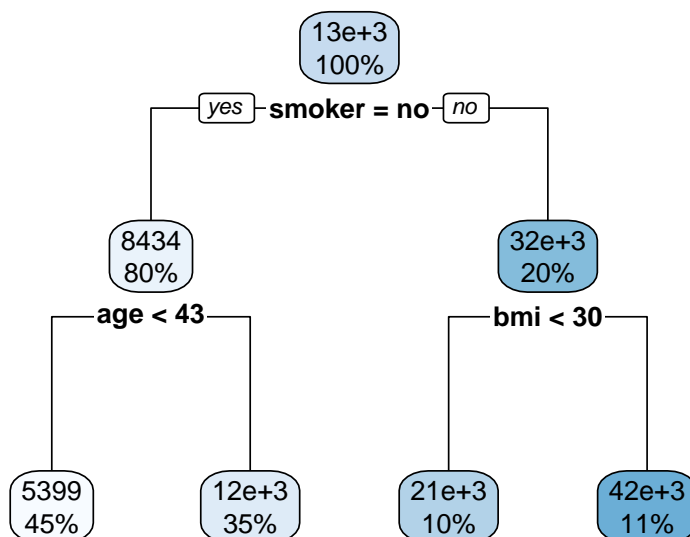 13e+3
100%
yes smoker = no no
8434
80%
32e+3
20%
age < 43
bmi < 30
5399
45%
12e+3
35%
21e+3
10%
42e+3
11%